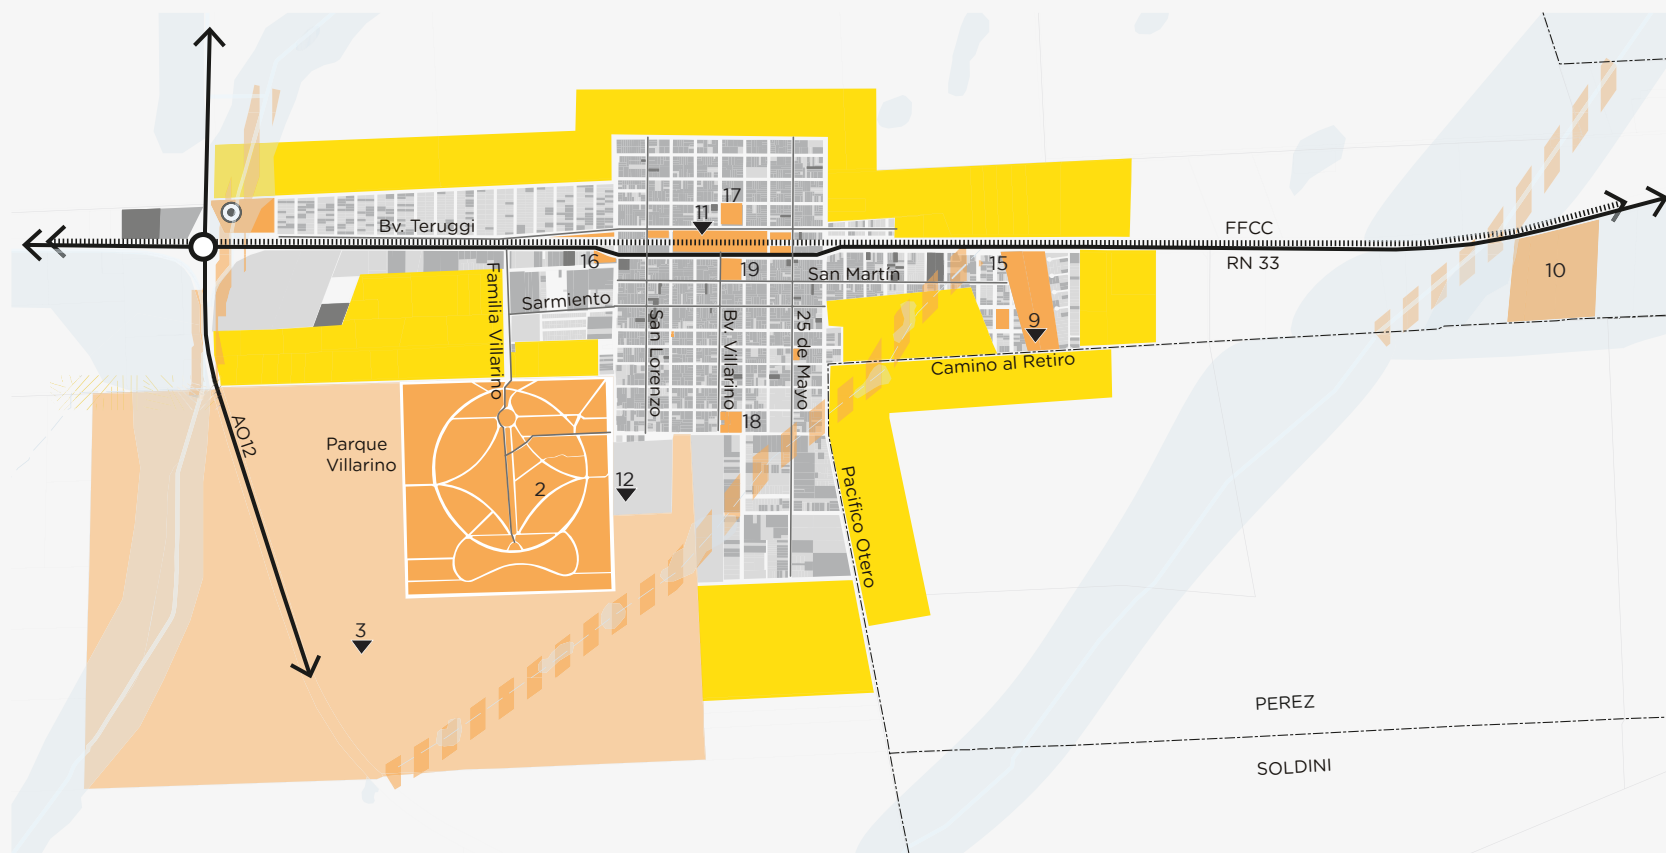 17
11
Bv. Teruggi
FFCC
RN 33
16
19
San Martín
15
10
Sarmiento
Familia Villarino
San Lorenzo
Bv. Villarino
25 de Mayo
9
Camino al Retiro
AO12
Parque
Villarino
18
2
12
Pacifico Otero
3
PEREZ
SOLDINI